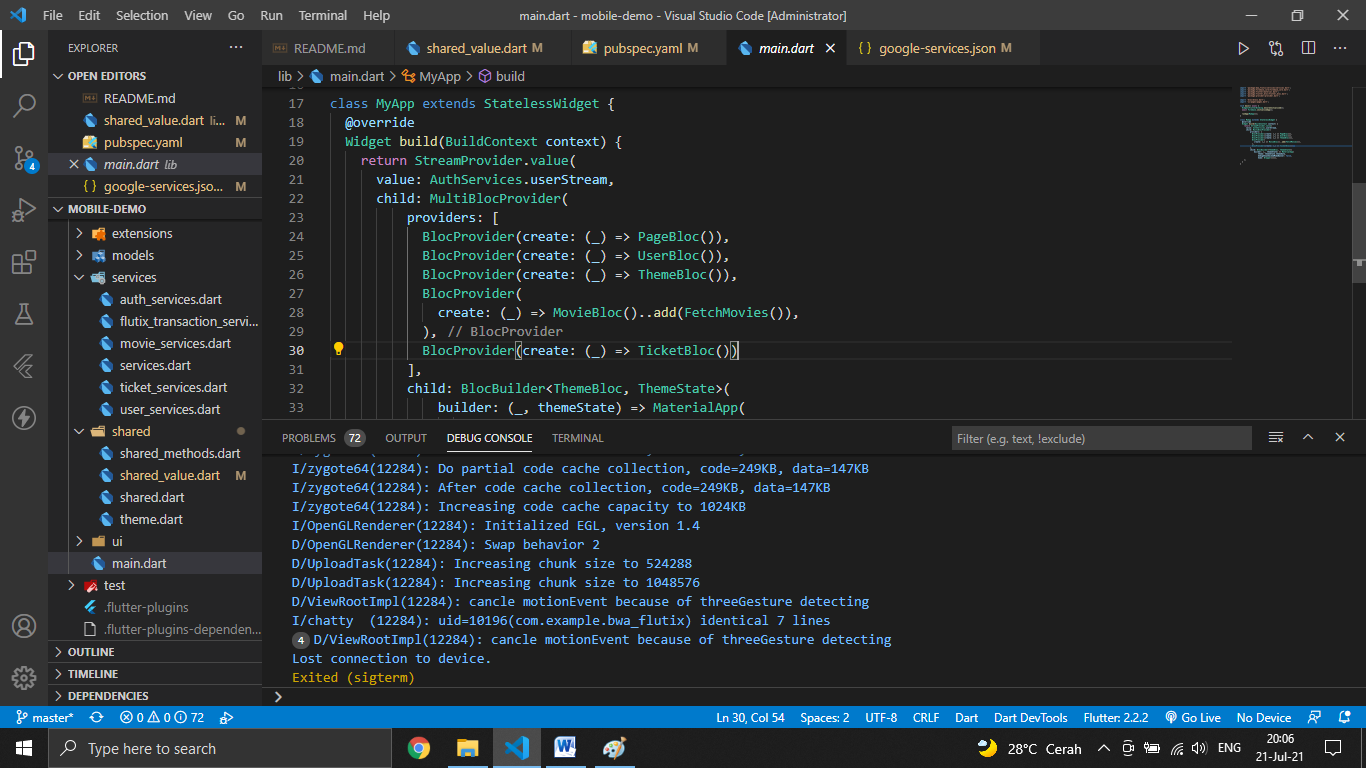 File Edit Selection View Go Run Terminal Help
main.dart - mobile-demo - Visual Studio Code [Administrator]
EXPLORER
OPEN EDITORS
README.md
shared_value.dart li... M
pubspec.yaml M
main.dart lib
{ } google-services.jso... M
MOBILE-DEMO
extensions
models
services
auth_services.dart
flutix_transaction_servi...
movie_services.dart
services.dart
ticket_services.dart
user_services.dart
shared
shared_methods.dart
shared_value.dart M
shared.dart
theme.dart
ui
main.dart
test
.flutter-plugins
.flutter-plugins-dependen...
OUTLINE
TIMELINE
DEPENDENCIES
4
README.md
shared_value.dart M
pubspec.yaml M
main.dart
{ } google-services.json M
lib > main.dart > MyApp > build
17 class MyApp extends StatelessWidget {
18 @override
19 Widget build(BuildContext context) {
20 return StreamProvider.value(
21 value: AuthServices.userStream,
22 child: MultiBlocProvider(
23 providers: [
24 BlocProvider(create: (_) => PageBloc()),
25 BlocProvider(create: (_) => UserBloc()),
26 BlocProvider(create: (_) => ThemeBloc()),
27 BlocProvider(
28 create: (_) => MovieBloc()..add(FetchMovies()),
29 ), // BlocProvider
30 BlocProvider(create: (_) => TicketBloc())
31 ],
32 child: BlocBuilder<ThemeBloc, ThemeState>(
33 builder: (_, themeState) => MaterialApp(
PROBLEMS 72 OUTPUT DEBUG CONSOLE TERMINAL
Filter (e.g. text, !exclude)
I/zygote64(12284): Do partial code cache collection, code=249KB, data=147KB
I/zygote64(12284): After code cache collection, code=249KB, data=147KB
I/zygote64(12284): Increasing code cache capacity to 1024KB
I/OpenGLRenderer(12284): Initialized EGL, version 1.4
D/OpenGLRenderer(12284): Swap behavior 2
D/UploadTask(12284): Increasing chunk size to 524288
D/UploadTask(12284): Increasing chunk size to 1048576
D/ViewRootImpl(12284): cancle motionEvent because of threeGesture detecting
I/chatty (12284): uid=10196(com.example.bwa_flutix) identical 7 lines
4 D/ViewRootImpl(12284): cancle motionEvent because of threeGesture detecting
Lost connection to device.
Exited (sigterm)
master* 0 0 72
Ln 30, Col 54 Spaces: 2 UTF-8 CRLF Dart Dart DevTools Flutter: 2.2.2 Go Live No Device
Type here to search
28°C Cerah
ENG
20:06
21-Jul-21